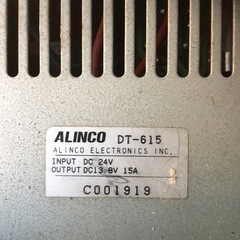 ALINCO DT-615
ALINCO ELECTRONICS INC.
INPUT DC 24V
OUTPUT DC13.8V 15A
C001919